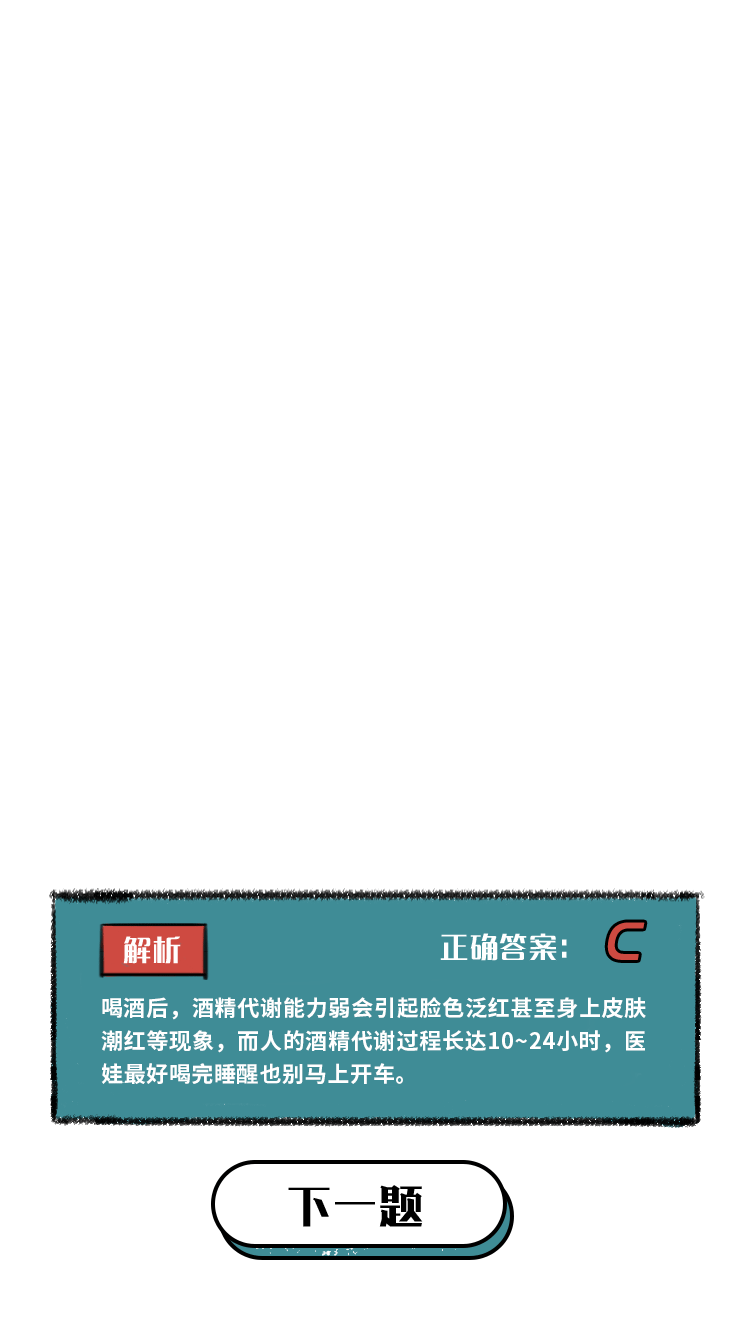 解析
正确答案：C
喝酒后，酒精代谢能力弱会引起脸色泛红甚至身上皮肤
潮红等现象，而人的酒精代谢过程长达10~24小时，医
娃最好喝完睡醒也别马上开车。
下一题